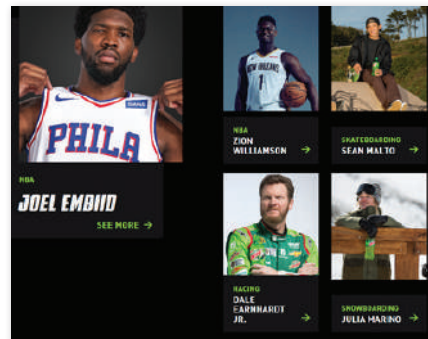 PHILA
NBA
JOEL EMBIID
SEE MORE →
NEW ORLEANS
1
NBA
ZION
WILLIAMSON →
SKATEBOARDING
SEAN MALTO →
RACING
DALE
EARNHARDT
JR. →
SNOWBOARDING
JULIA MARINO →